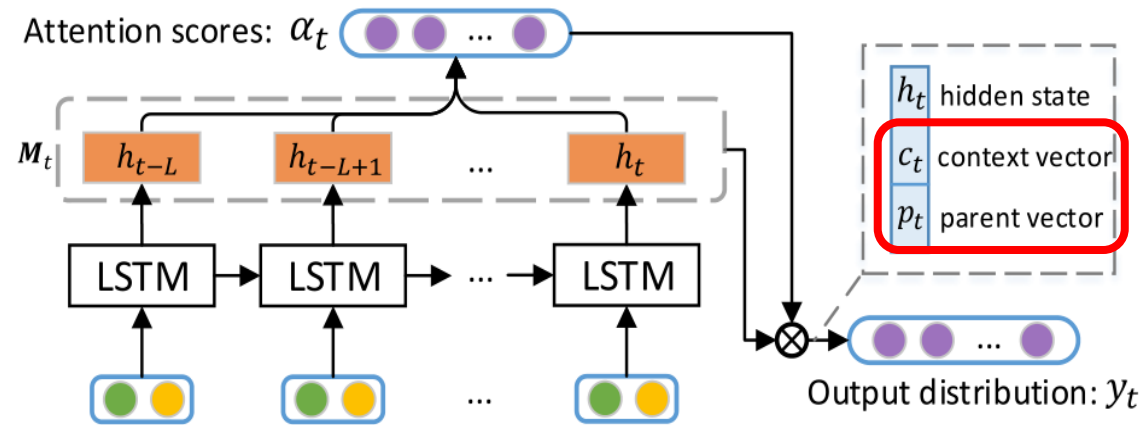 Attention scores: αₜ
...
hₜ hidden state
cₜ context vector
pₜ parent vector
Mₜ
hₜ₋L
hₜ₋L₊₁
...
hₜ
LSTM
LSTM
...
LSTM
...
...
Output distribution: yₜ